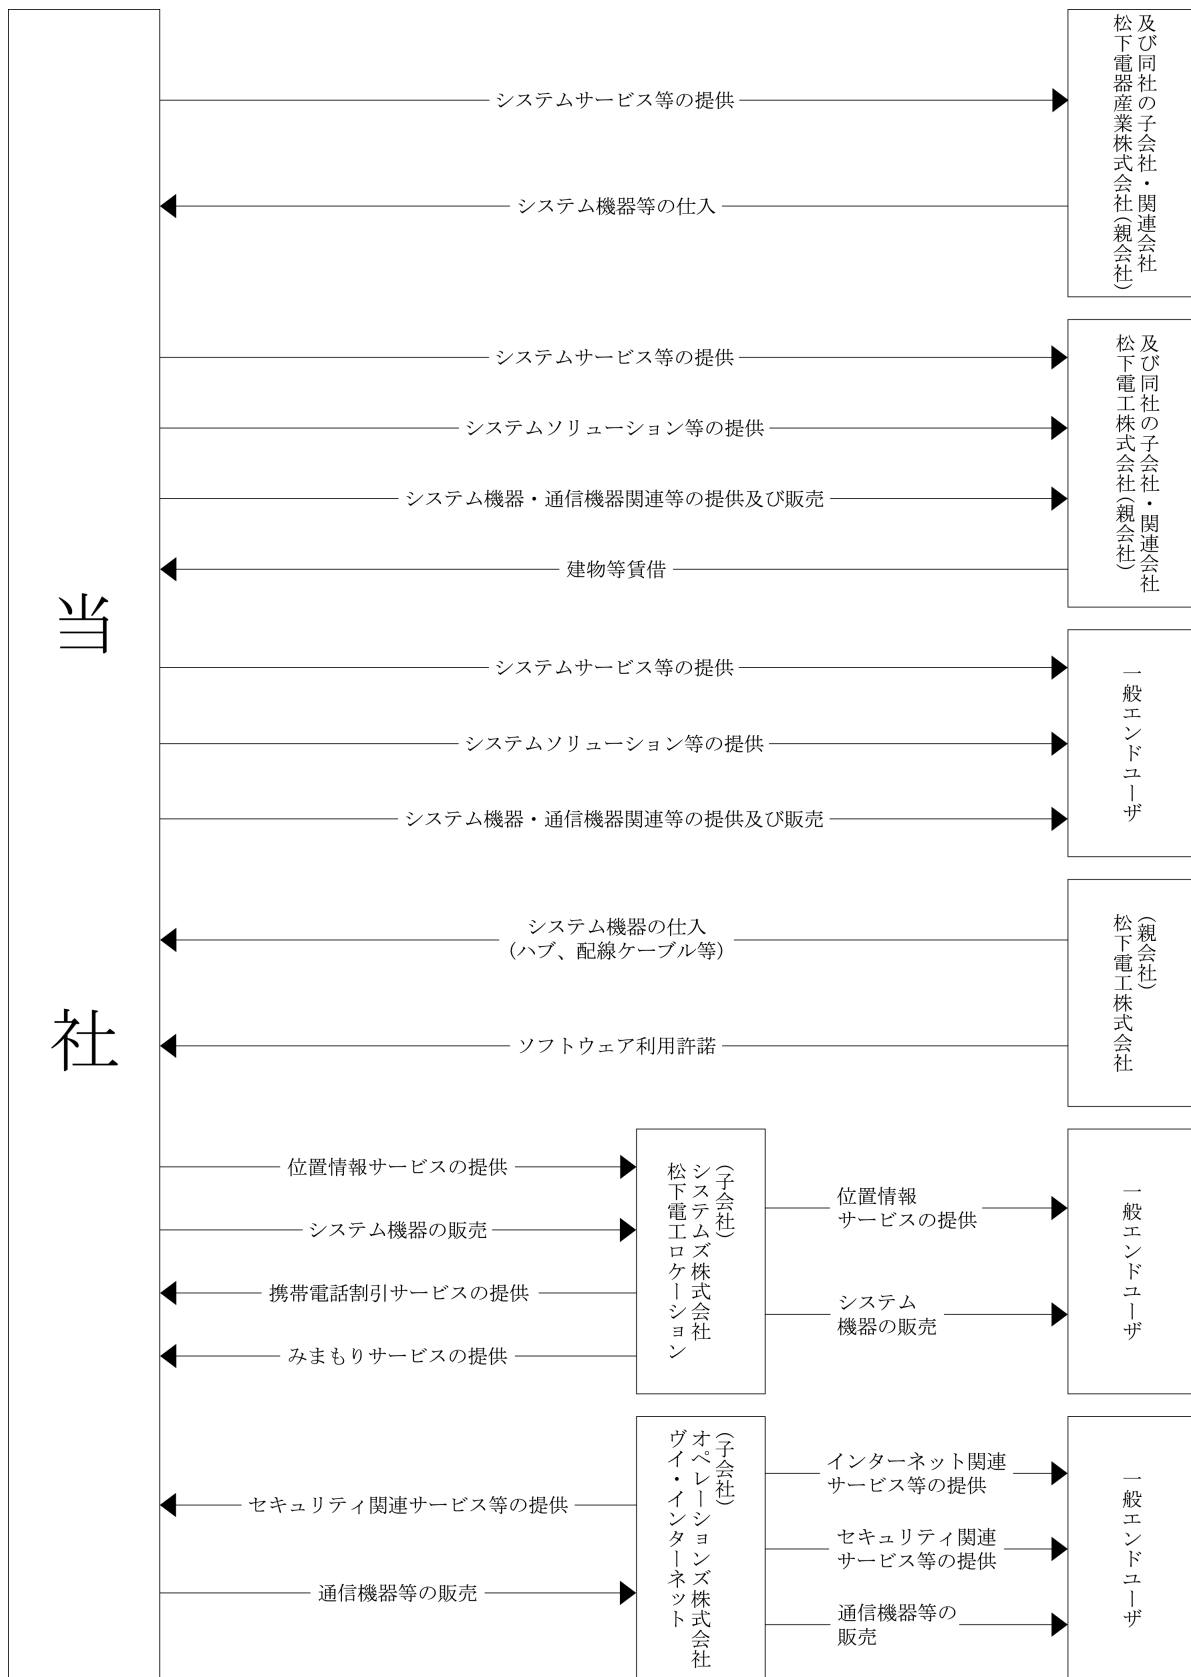 当社
システムサービス等の提供
システム機器等の仕入
松下電器産業株式会社(親会社)
及び同社の子会社・関連会社
システムサービス等の提供
システムソリューション等の提供
システム機器・通信機器関連等の提供及び販売
建物等賃借
松下電工株式会社(親会社)
及び同社の子会社・関連会社
システムサービス等の提供
システムソリューション等の提供
システム機器・通信機器関連等の提供及び販売
一般エンドユーザ
システム機器の仕入
(ハブ、配線ケーブル等)
ソフトウェア利用許諾
松下電工株式会社
(親会社)
位置情報サービスの提供
システム機器の販売
携帯電話割引サービスの提供
みまもりサービスの提供
松下電工ロケーション
システムズ株式会社
(子会社)
位置情報
サービスの提供
システム
機器の販売
一般エンドユーザ
セキュリティ関連サービス等の提供
通信機器等の販売
ヴイ・インターネット
オペレーションズ株式会社
(子会社)
インターネット関連
サービス等の提供
セキュリティ関連
サービス等の提供
通信機器等の
販売
一般エンドユーザ